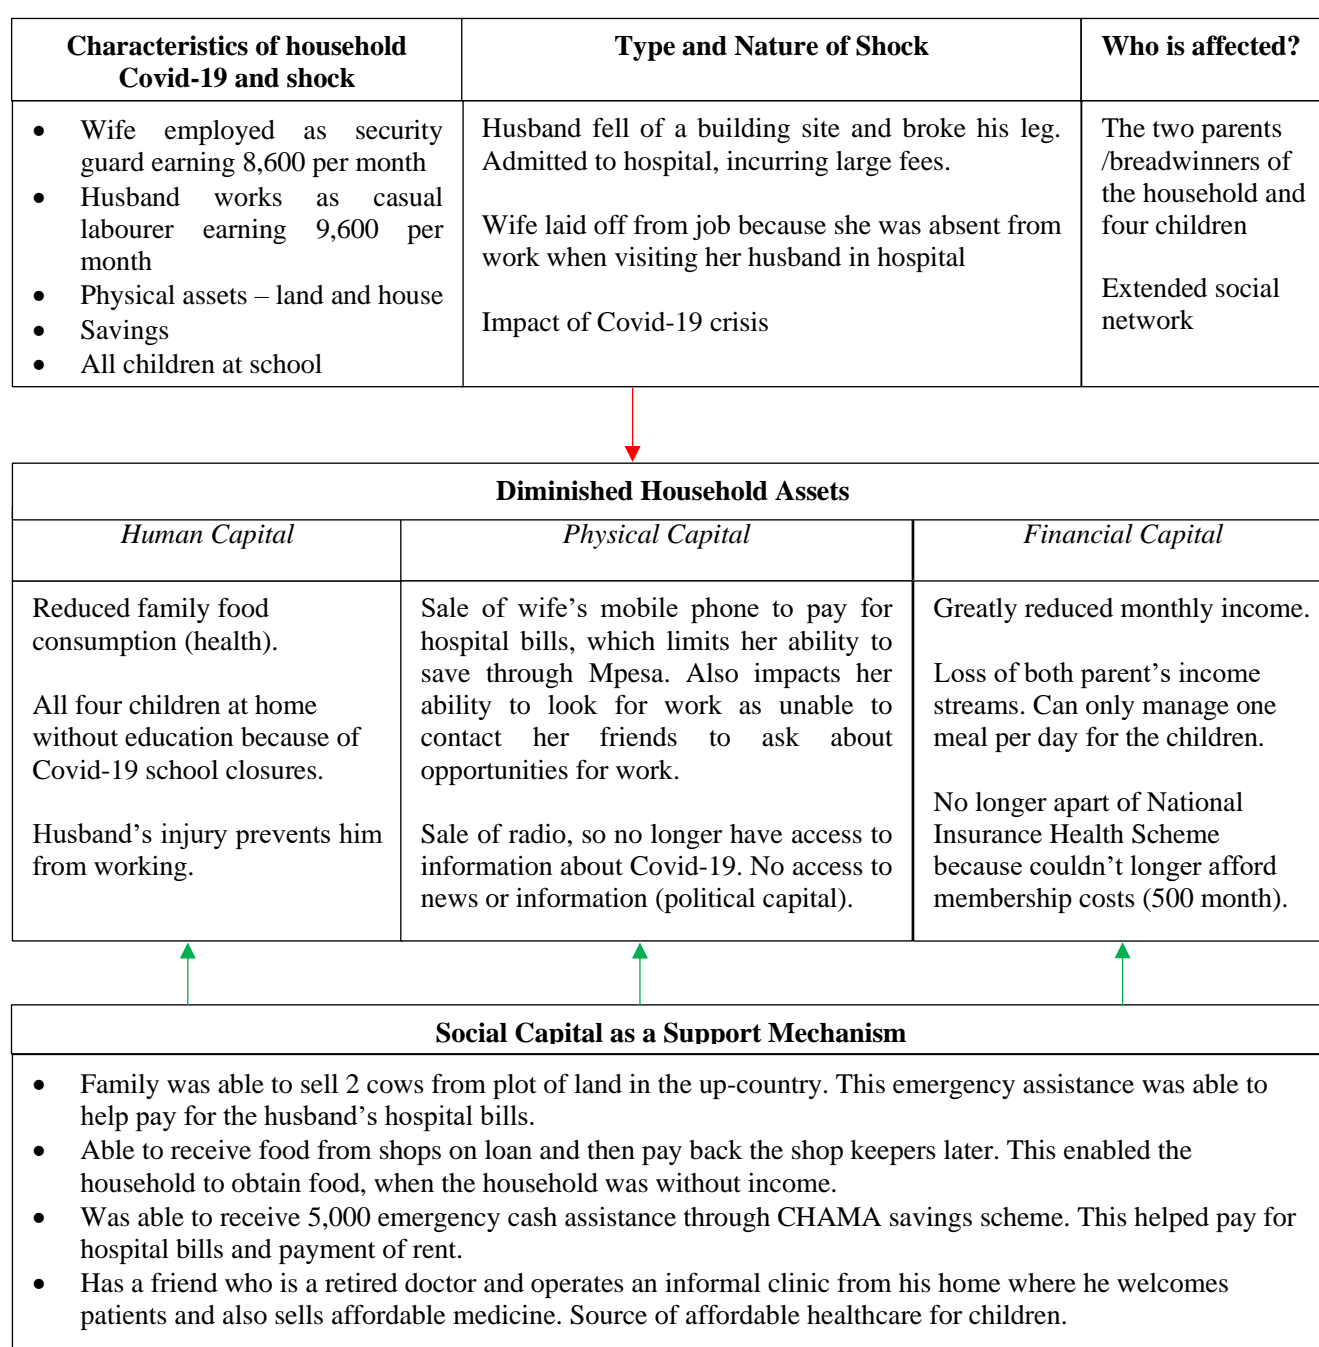 Characteristics of household
Covid-19 and shock
Type and Nature of Shock
Who is affected?
• Wife employed as security
guard earning 8,600 per month
• Husband works as casual
labourer earning 9,600 per
month
• Physical assets – land and house
• Savings
• All children at school
Husband fell of a building site and broke his leg.
Admitted to hospital, incurring large fees.
Wife laid off from job because she was absent from
work when visiting her husband in hospital
Impact of Covid-19 crisis
The two parents
/breadwinners of
the household and
four children
Extended social
network
Diminished Household Assets
Human Capital
Physical Capital
Financial Capital
Reduced family food
consumption (health).
All four children at home
without education because of
Covid-19 school closures.
Husband's injury prevents him
from working.
Sale of wife's mobile phone to pay for
hospital bills, which limits her ability to
save through Mpesa. Also impacts her
ability to look for work as unable to
contact her friends to ask about
opportunities for work.
Sale of radio, so no longer have access to
information about Covid-19. No access to
news or information (political capital).
Greatly reduced monthly income.
Loss of both parent's income
streams. Can only manage one
meal per day for the children.
No longer apart of National
Insurance Health Scheme
because couldn't longer afford
membership costs (500 month).
Social Capital as a Support Mechanism
• Family was able to sell 2 cows from plot of land in the up-country. This emergency assistance was able to
help pay for the husband's hospital bills.
• Able to receive food from shops on loan and then pay back the shop keepers later. This enabled the
household to obtain food, when the household was without income.
• Was able to receive 5,000 emergency cash assistance through CHAMA savings scheme. This helped pay for
hospital bills and payment of rent.
• Has a friend who is a retired doctor and operates an informal clinic from his home where he welcomes
patients and also sells affordable medicine. Source of affordable healthcare for children.